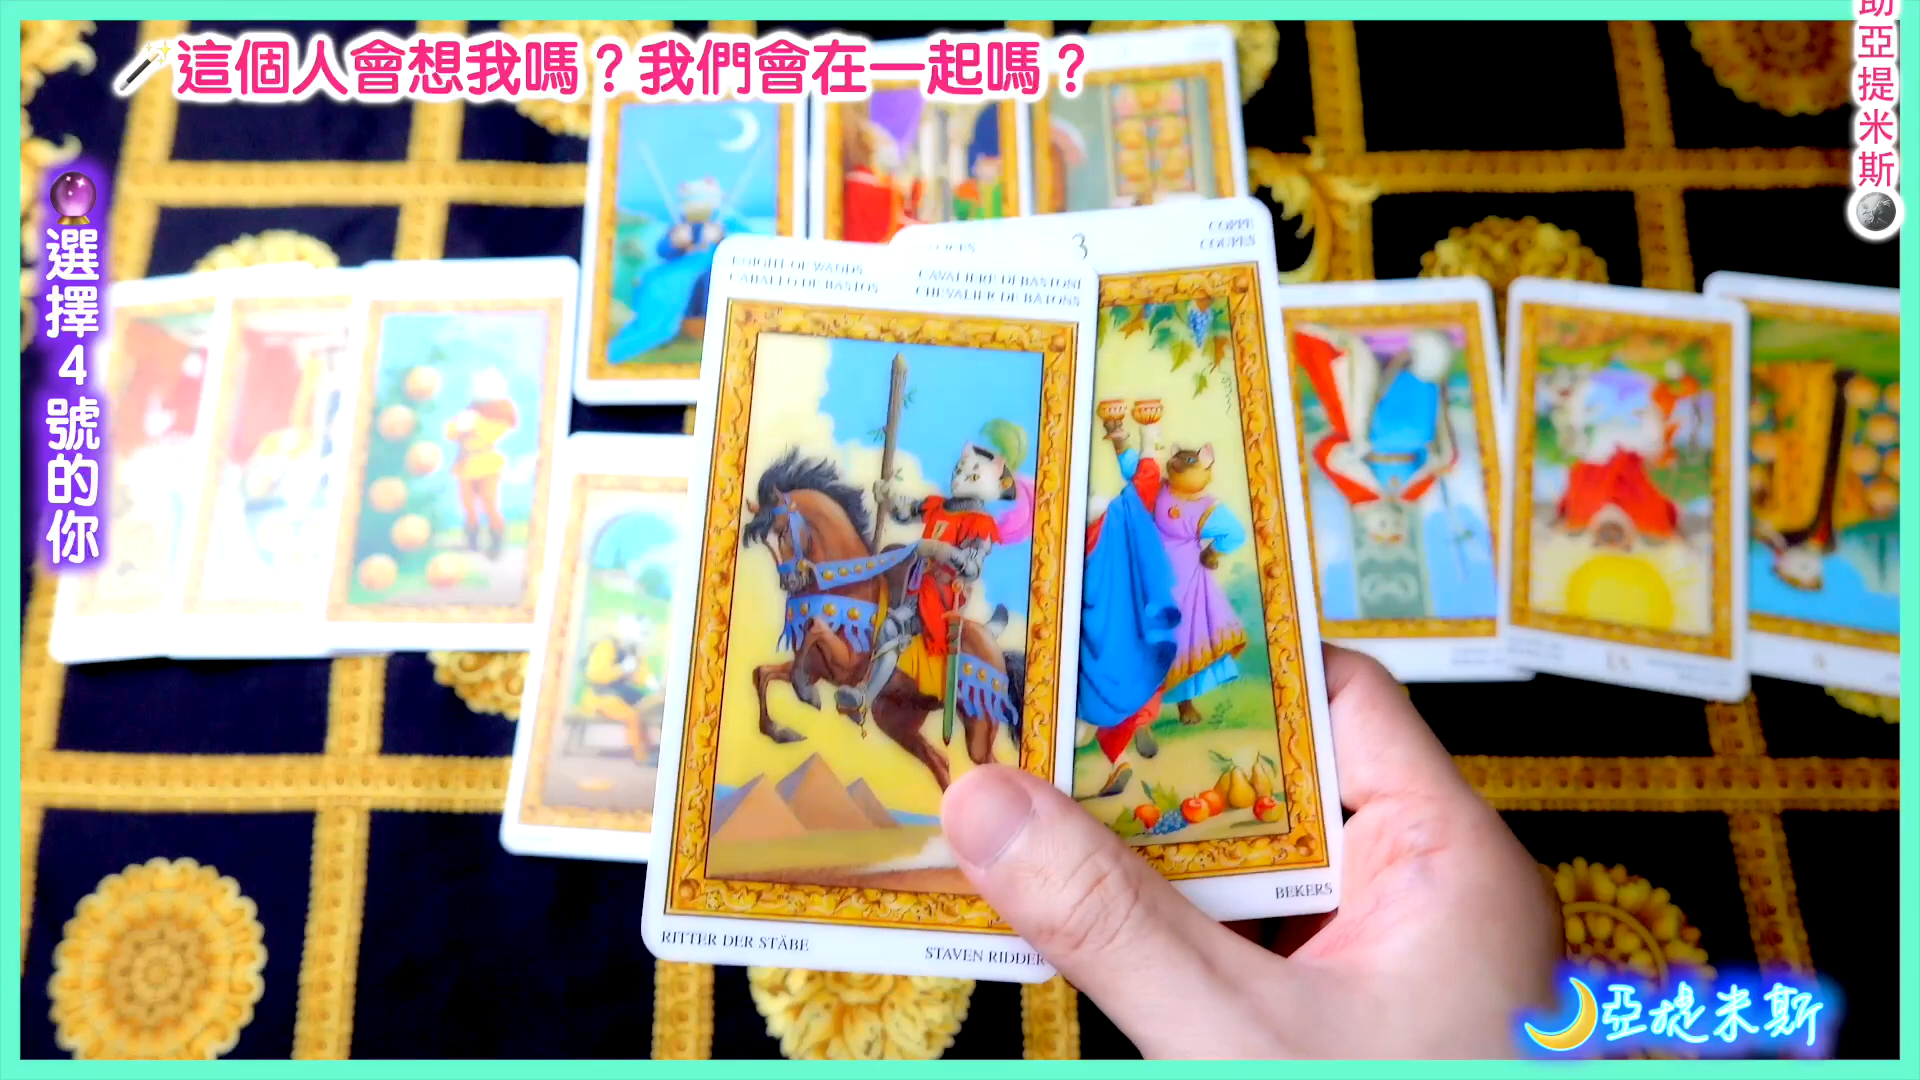 這個人會想我嗎？我們會在一起嗎？
助亞提米斯
選擇4號的你
3
COPPE
COUPES
KNIGHT OF WANDS
CABALLO DE BASTOS
CAVALIERE DI BASTONI
CHEVALIER DE BÂTONS
BEKERS
RITTER DER STÄBE
STAVEN RIDDER
亞提米斯